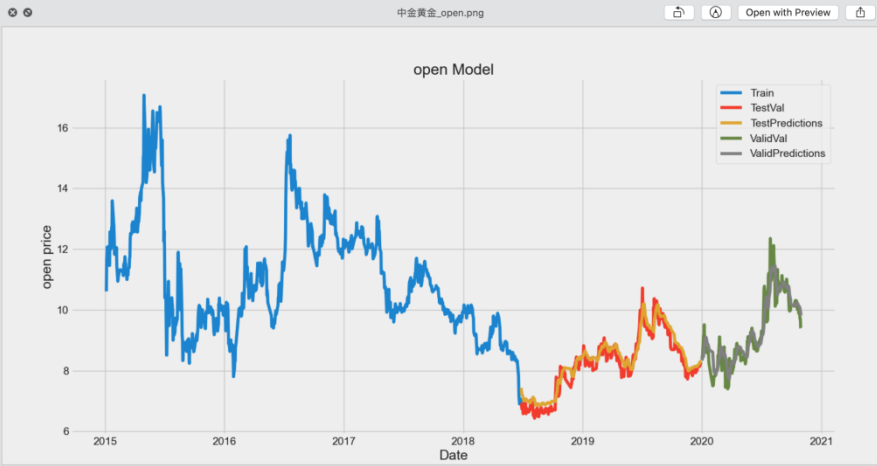 中金黄金_open.png
Open with Preview
open Model
Train
TestVal
TestPredictions
ValidVal
ValidPredictions
open price
16
14
12
10
8
6
2015 2016 2017 2018 2019 2020 2021
Date